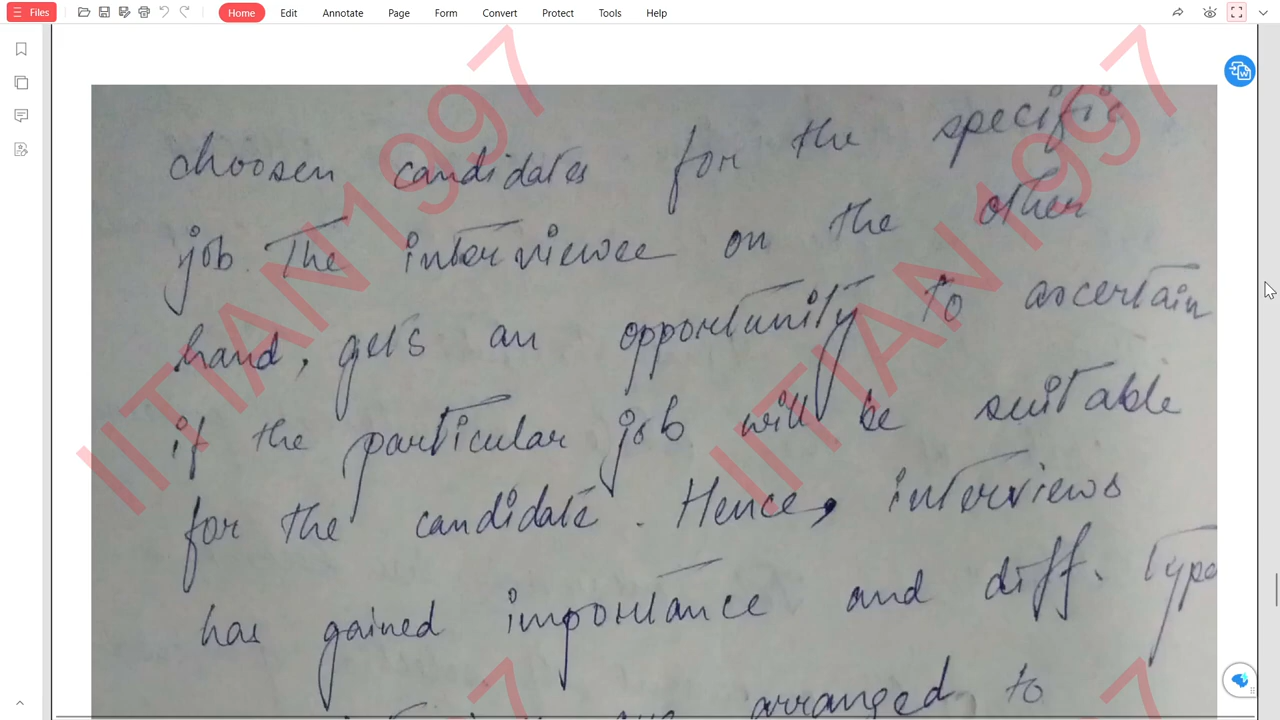 Files
Home Edit Annotate Page Form Convert Protect Tools Help
choosen candidates for the specific
job. The interviewee on the other
hand, gets an opportunity to ascertain
if the particular job will be suitable
for the candidate. Hence, interviews
has gained importance and diff. type
arranged to
IITIAN1997
IITIAN1997